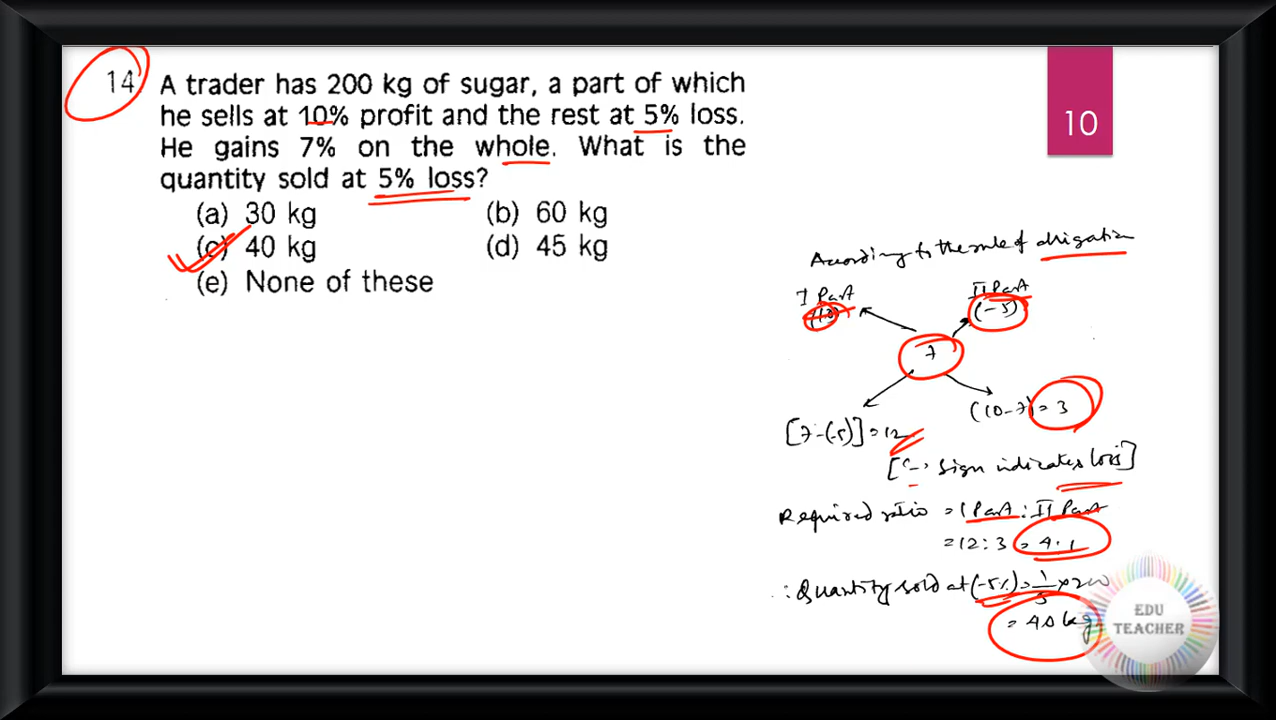 14
A trader has 200 kg of sugar, a part of which
he sells at 10% profit and the rest at 5% loss.
He gains 7% on the whole. What is the
quantity sold at 5% loss?
(a) 30 kg (b) 60 kg
(c) 40 kg (d) 45 kg
(e) None of these
10
According to the rule of alligation
I Part II Part
(10) (-5)
7
[7-(-5)]=12 (10-7)=3
['-' sign indicates loss]
Required ratio = I Part : II Part
= 12:3 = 4:1
∴ Quantity sold at (-5%) = 1/5 × 200
= 40 kg
EDU
TEACHER